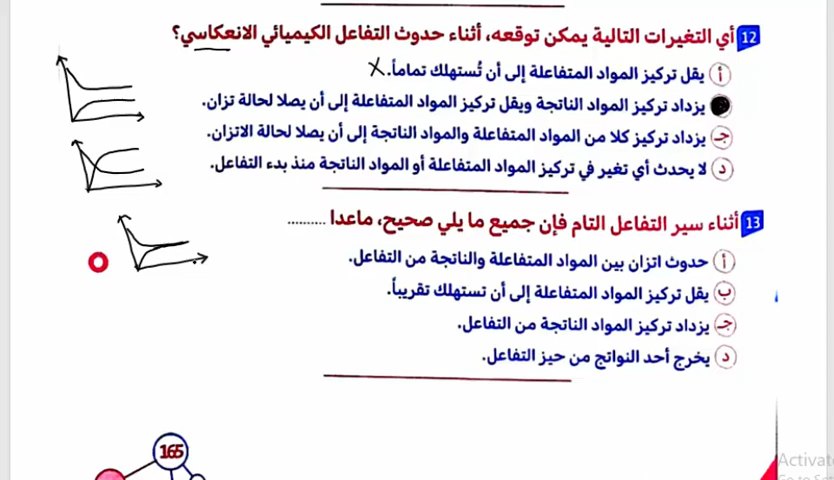 12 أي التغيرات التالية يمكن توقعه، أثناء حدوث التفاعل الكيميائي الانعكاسي؟
أ يقل تركيز المواد المتفاعلة إلى أن تُستهلك تماماً. X
يزداد تركيز المواد الناتجة ويقل تركيز المواد المتفاعلة إلى أن يصلا لحالة تزان.
جـ يزداد تركيز كلا من المواد المتفاعلة والمواد الناتجة إلى أن يصلا لحالة الاتزان.
د لا يحدث أي تغير في تركيز المواد المتفاعلة أو المواد الناتجة منذ بدء التفاعل.
13 أثناء سير التفاعل التام فإن جميع ما يلي صحيح، ماعدا ..........
أ حدوث اتزان بين المواد المتفاعلة والناتجة من التفاعل.
ب يقل تركيز المواد المتفاعلة إلى أن تستهلك تقريباً.
جـ يزداد تركيز المواد الناتجة من التفاعل.
د يخرج أحد النواتج من حيز التفاعل.
165
Activat